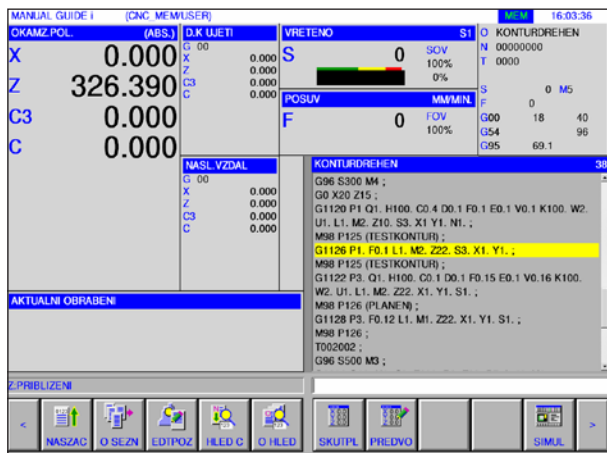 MANUAL GUIDE i (CNC_MEM/USER) MEM 16:03:36
OKAMZ.POL. (ABS.)
X 0.000
Z 326.390
C3 0.000
C 0.000
D.K UJETI
G 00
X 0.000
Z 0.000
C3 0.000
C 0.000
NASL.VZDAL
G 00
X 0.000
Z 0.000
C3 0.000
C 0.000
VRETENO S1
S 0 SOV
100%
0%
POSUV MM/MIN.
F 0 FOV
100%
O KONTURDREHEN
N 00000000
T 0000
S 0 M5
F 0
G00 18 40
G54 96
G95 69.1
KONTURDREHEN 38
G96 S300 M4 ;
G0 X20 Z15 ;
G1120 P1 Q1. H100. C0.4 D0.1 F0.1 E0.1 V0.1 K100. W2.
U1. L1. M2. Z10. S3. X1. Y1. N1. ;
M98 P125 (TESTKONTUR) ;
G1126 P1. F0.1 L1. M2. Z22. S3. X1. Y1. ;
M98 P125 (TESTKONTUR) ;
G1122 P3. Q1. H100. C0.1 D0.1 F0.15 E0.1 V0.16 K100.
W2. U1. L1. M2. Z22. X1. Y1. S1. ;
M98 P126 (PLANEN) ;
G1128 P3. F0.12 L1. M1. Z22. X1. Y1. S1. ;
M98 P126 ;
T002002 ;
G96 S500 M3 ;
AKTUALNI OBRABENI
Z:PRIBLIZENI
< NASZAC O SEZN EDTPOZ HLED C O HLED SKUTPL PREDVO SIMUL >